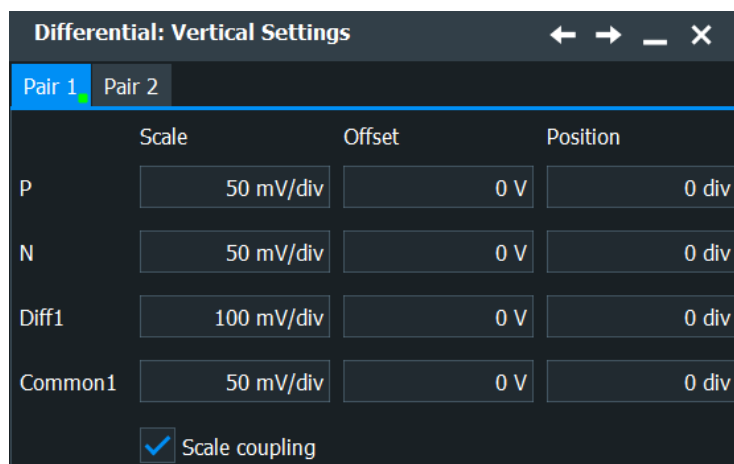 Differential: Vertical Settings
Pair 1 Pair 2
Scale Offset Position
P 50 mV/div 0 V 0 div
N 50 mV/div 0 V 0 div
Diff1 100 mV/div 0 V 0 div
Common1 50 mV/div 0 V 0 div
Scale coupling